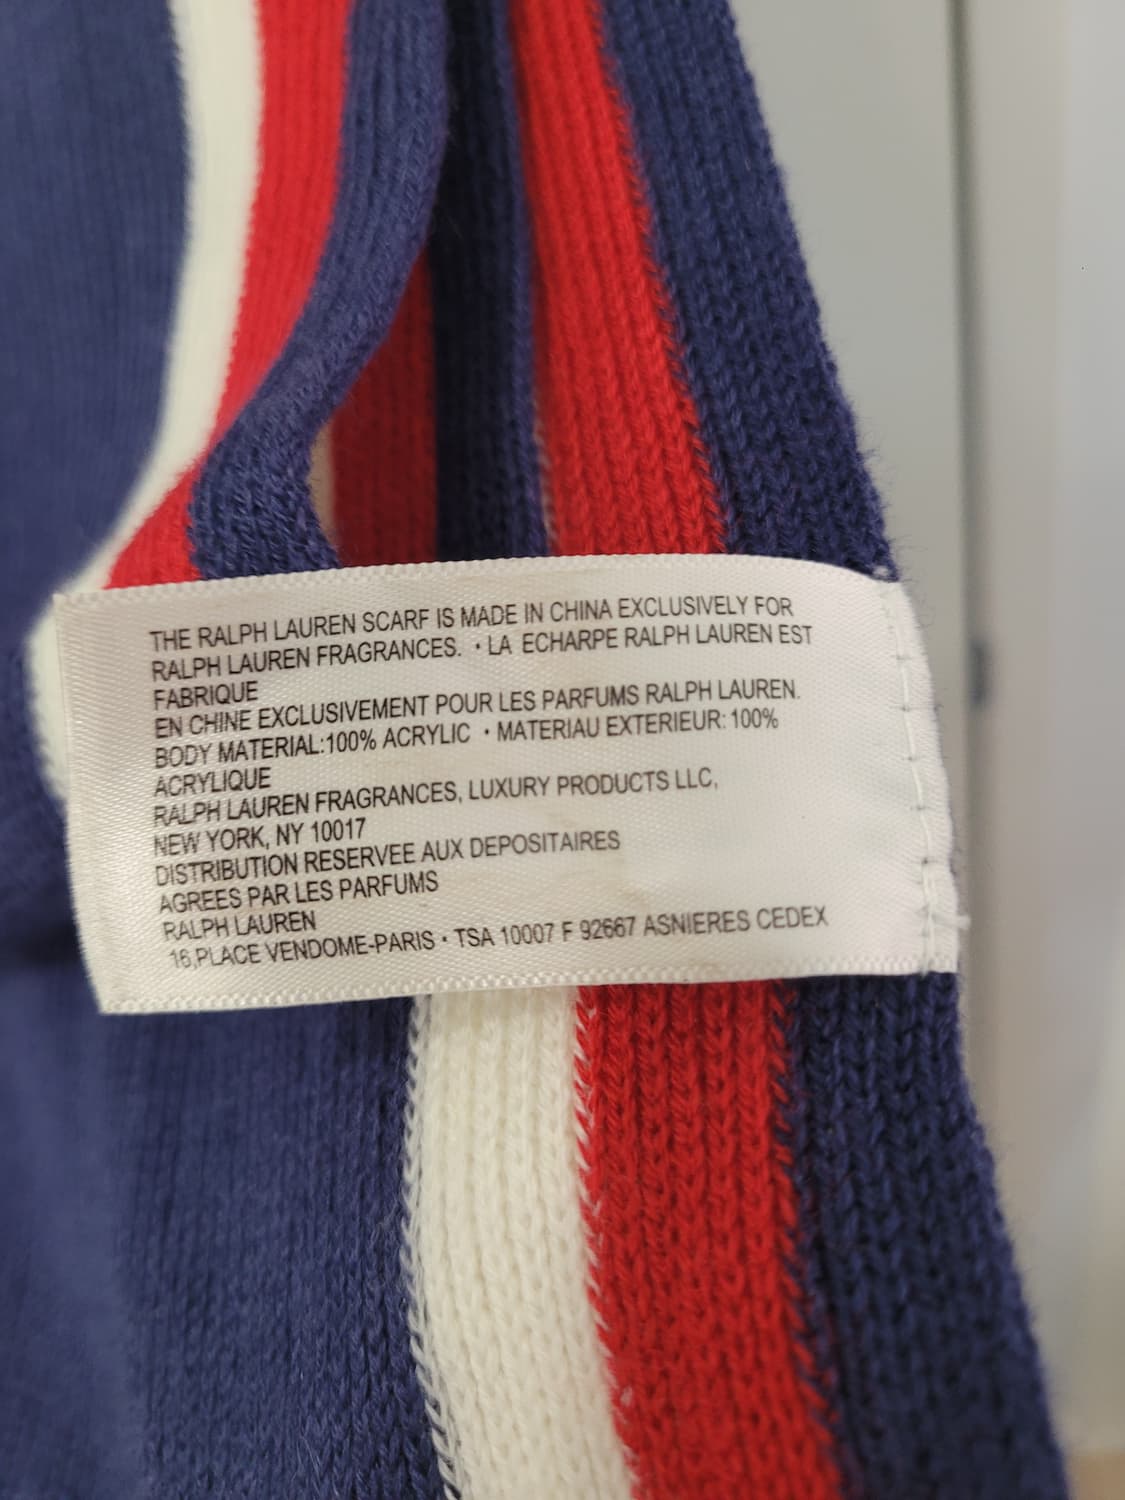 THE RALPH LAUREN SCARF IS MADE IN CHINA EXCLUSIVELY FOR
RALPH LAUREN FRAGRANCES. • LA ECHARPE RALPH LAUREN EST
FABRIQUE
EN CHINE EXCLUSIVEMENT POUR LES PARFUMS RALPH LAUREN.
BODY MATERIAL:100% ACRYLIC • MATERIAU EXTERIEUR: 100%
ACRYLIQUE
RALPH LAUREN FRAGRANCES, LUXURY PRODUCTS LLC,
NEW YORK, NY 10017
DISTRIBUTION RESERVEE AUX DEPOSITAIRES
AGREES PAR LES PARFUMS
RALPH LAUREN
16,PLACE VENDOME-PARIS • TSA 10007 F 92667 ASNIERES CEDEX